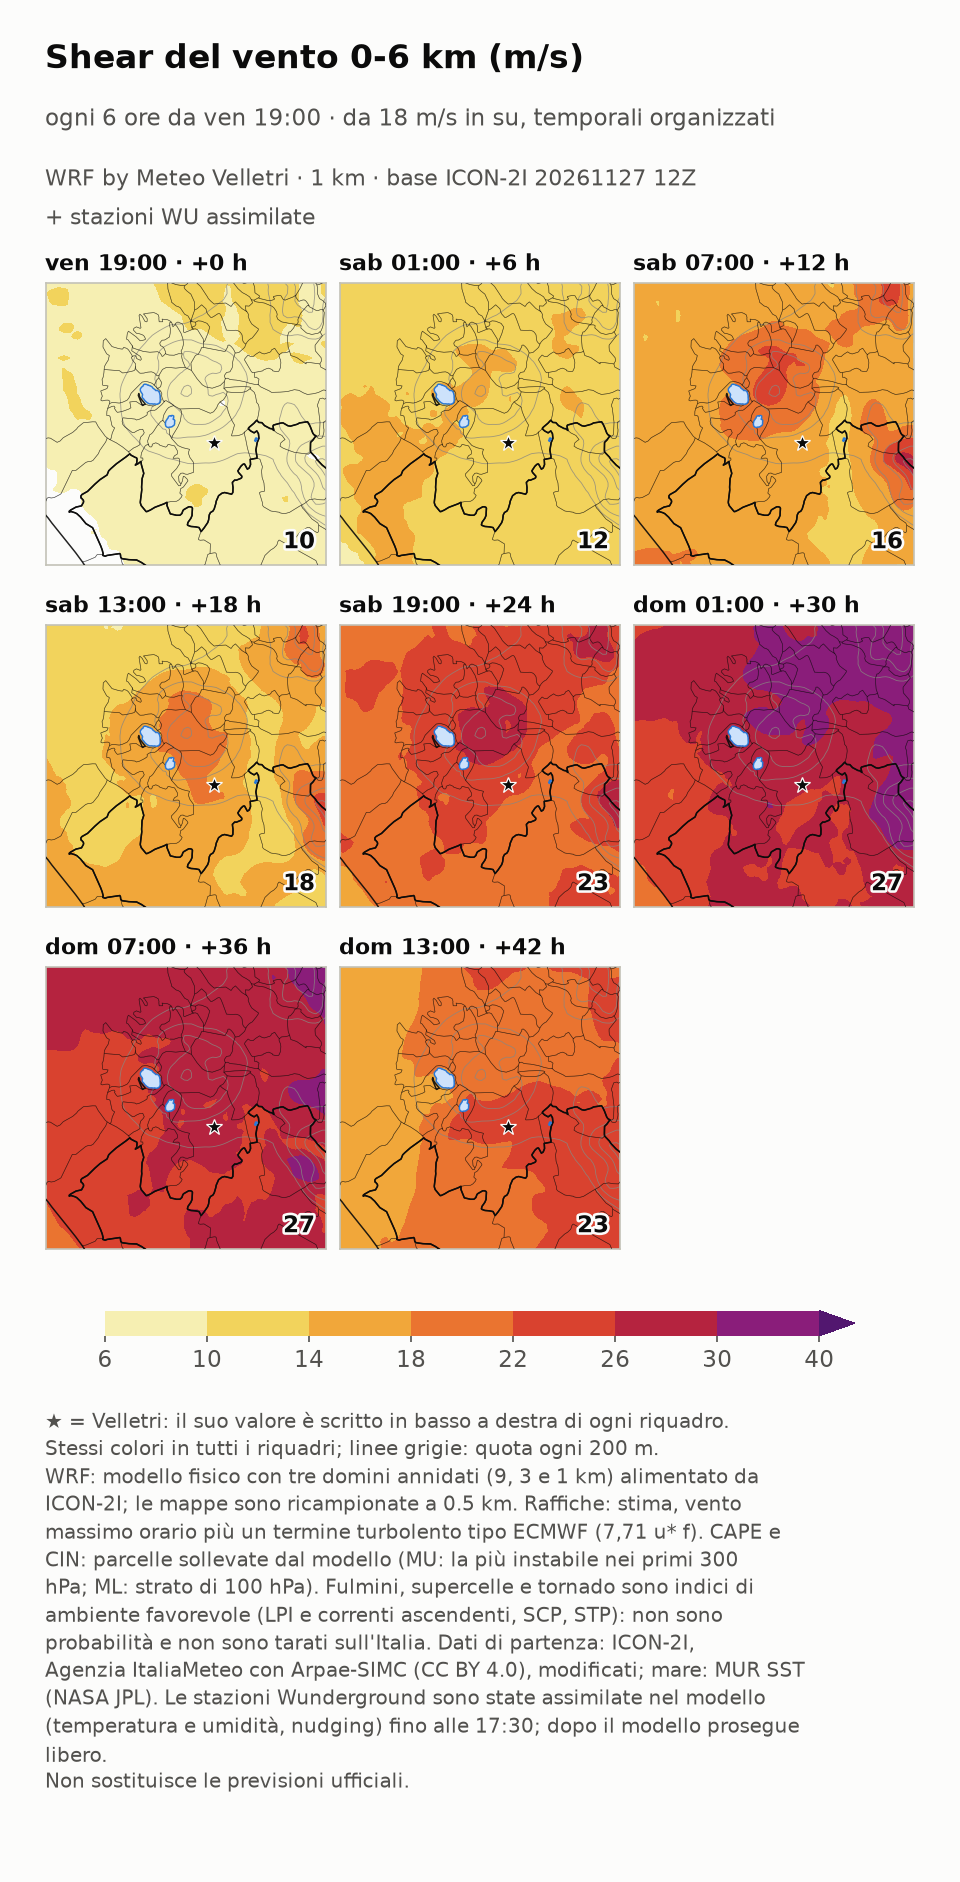 Shear del vento 0-6 km (m/s)
ogni 6 ore da ven 19:00 · da 18 m/s in su, temporali organizzati
WRF by Meteo Velletri · 1 km · base ICON-2I 20261127 12Z
+ stazioni WU assimilate
ven 19:00 · +0 h
sab 01:00 · +6 h
sab 07:00 · +12 h
10
12
16
sab 13:00 · +18 h
sab 19:00 · +24 h
dom 01:00 · +30 h
18
23
27
dom 07:00 · +36 h
dom 13:00 · +42 h
27
23
6 10 14 18 22 26 30 40
★ = Velletri: il suo valore è scritto in basso a destra di ogni riquadro.
Stessi colori in tutti i riquadri; linee grigie: quota ogni 200 m.
WRF: modello fisico con tre domini annidati (9, 3 e 1 km) alimentato da
ICON-2I; le mappe sono ricampionate a 0.5 km. Raffiche: stima, vento
massimo orario più un termine turbolento tipo ECMWF (7,71 u* f). CAPE e
CIN: parcelle sollevate dal modello (MU: la più instabile nei primi 300
hPa; ML: strato di 100 hPa). Fulmini, supercelle e tornado sono indici di
ambiente favorevole (LPI e correnti ascendenti, SCP, STP): non sono
probabilità e non sono tarati sull'Italia. Dati di partenza: ICON-2I,
Agenzia ItaliaMeteo con Arpae-SIMC (CC BY 4.0), modificati; mare: MUR SST
(NASA JPL). Le stazioni Wunderground sono state assimilate nel modello
(temperatura e umidità, nudging) fino alle 17:30; dopo il modello prosegue
libero.
Non sostituisce le previsioni ufficiali.